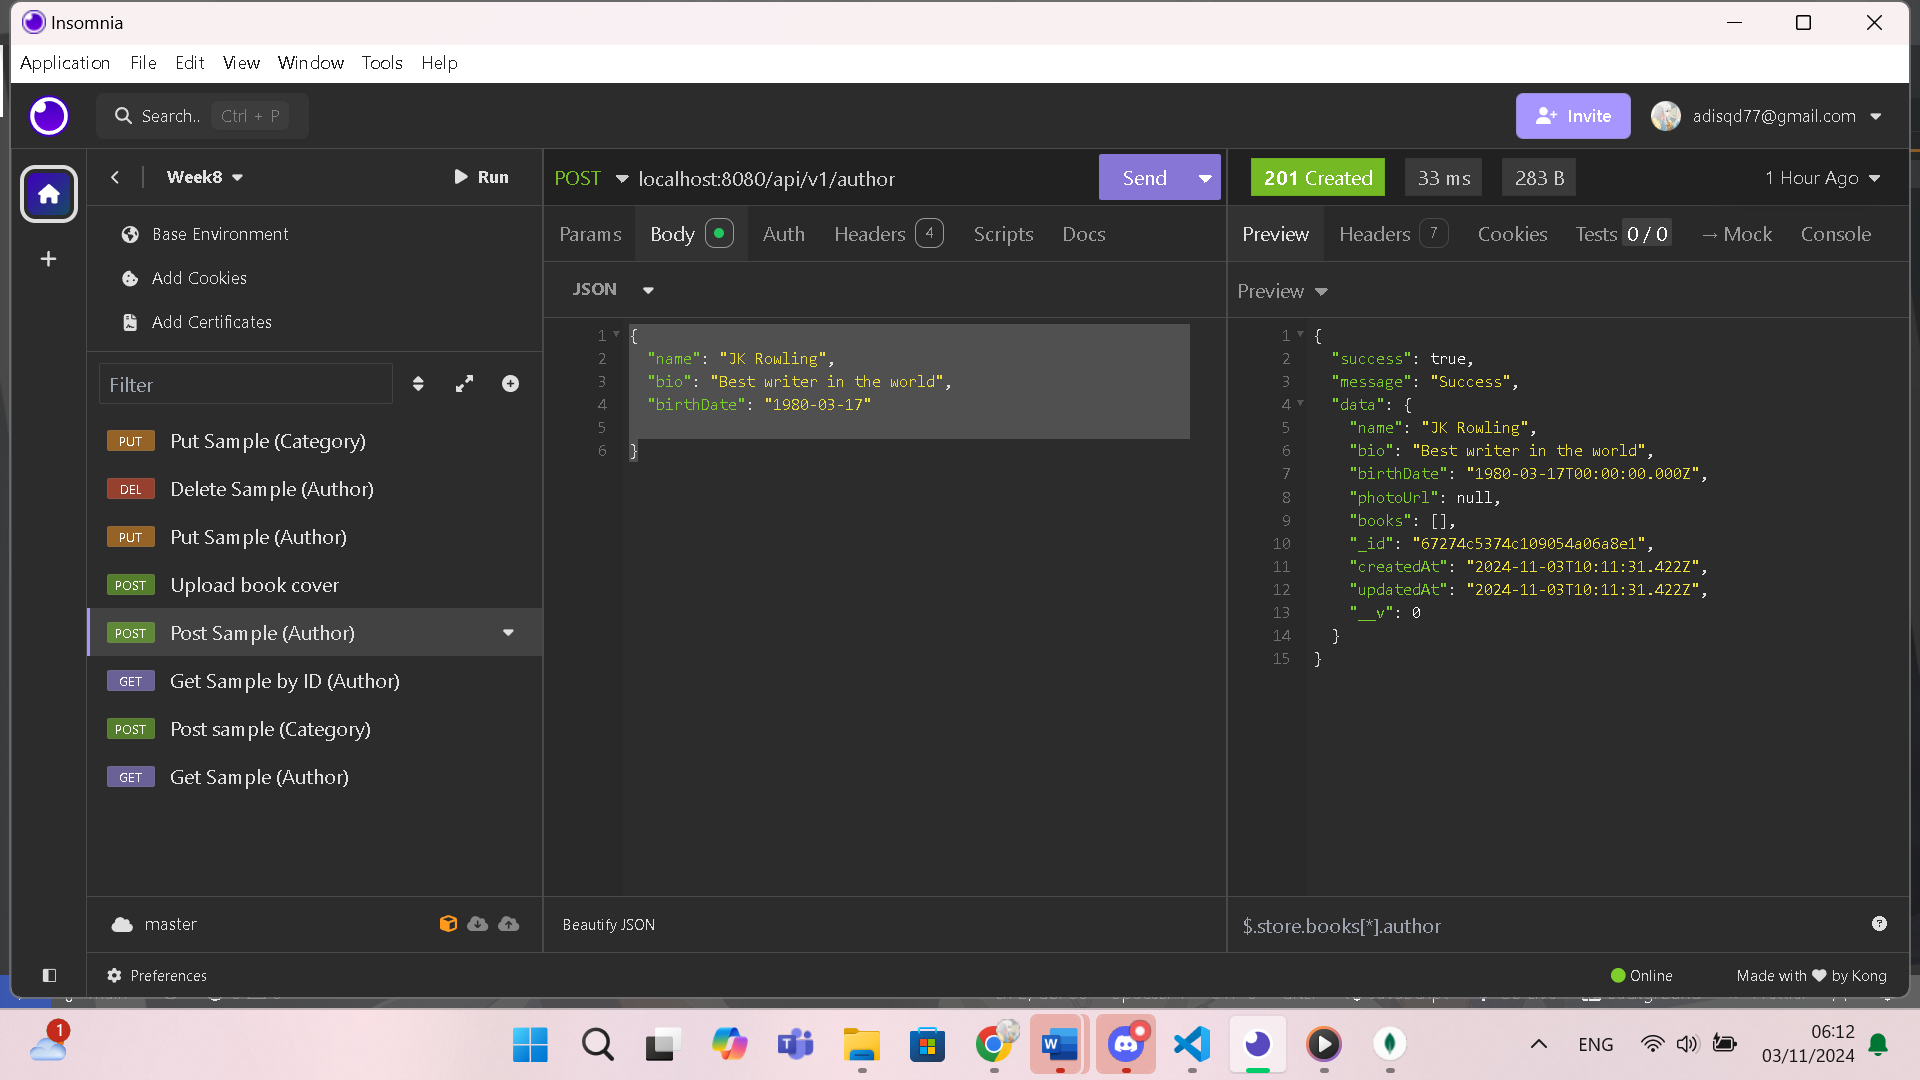 Insomnia
Application File Edit View Window Tools Help
Search.. Ctrl + P
Invite
adisqd77@gmail.com
Week8
Run
Base Environment
Add Cookies
Add Certificates
Filter
PUT Put Sample (Category)
DEL Delete Sample (Author)
PUT Put Sample (Author)
POST Upload book cover
POST Post Sample (Author)
GET Get Sample by ID (Author)
POST Post sample (Category)
GET Get Sample (Author)
master
Preferences
POST localhost:8080/api/v1/author
Send
Params Body Auth Headers 4 Scripts Docs
JSON
1 {
2 "name": "JK Rowling",
3 "bio": "Best writer in the world",
4 "birthDate": "1980-03-17"
5
6 }
Beautify JSON
201 Created 33 ms 283 B 1 Hour Ago
Preview Headers 7 Cookies Tests 0 / 0 → Mock Console
Preview
1 {
2 "success": true,
3 "message": "Success",
4 "data": {
5 "name": "JK Rowling",
6 "bio": "Best writer in the world",
7 "birthDate": "1980-03-17T00:00:00.000Z",
8 "photoUrl": null,
9 "books": [],
10 "_id": "67274c5374c109054a06a8e1",
11 "createdAt": "2024-11-03T10:11:31.422Z",
12 "updatedAt": "2024-11-03T10:11:31.422Z",
13 "__v": 0
14 }
15 }
$.store.books[*].author
Online
Made with ♥ by Kong
1
ENG
06:12
03/11/2024